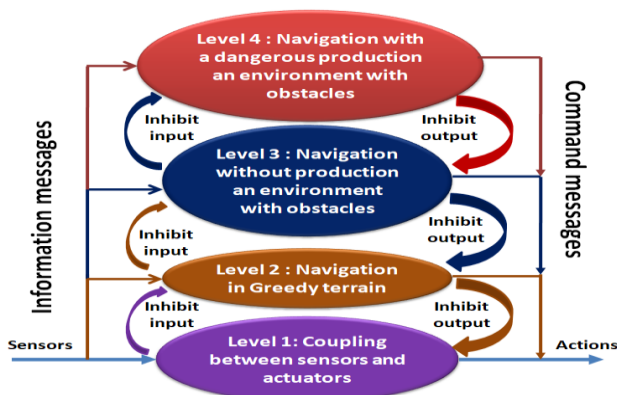 Level 4 : Navigation with
a dangerous production
an environment with
obstacles
Inhibit
input
Inhibit
output
Level 3 : Navigation
without production
an environment
with obstacles
Inhibit
input
Inhibit
output
Level 2 : Navigation
in Greedy terrain
Inhibit
input
Inhibit
output
Level 1: Coupling
between sensors and
actuators
Sensors
Actions
Information messages
Command messages